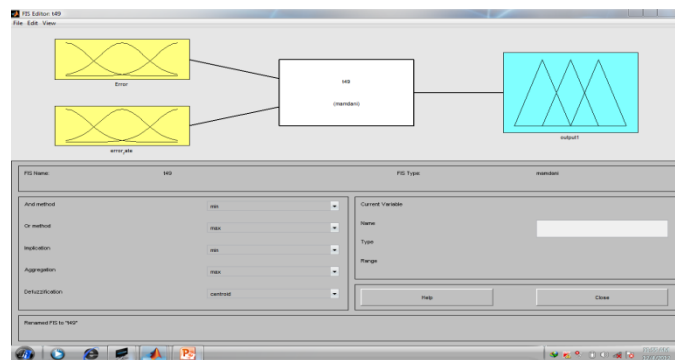 FIS Editor: t49
File Edit View
Error
error_ate
t49
(mamdani)
output1
FIS Name: t49 FIS Type: mamdani
And method min
Or method max
Implication min
Aggregation max
Defuzzification centroid
Current Variable
Name
Type
Range
Help Close
Renamed FIS to "t49"